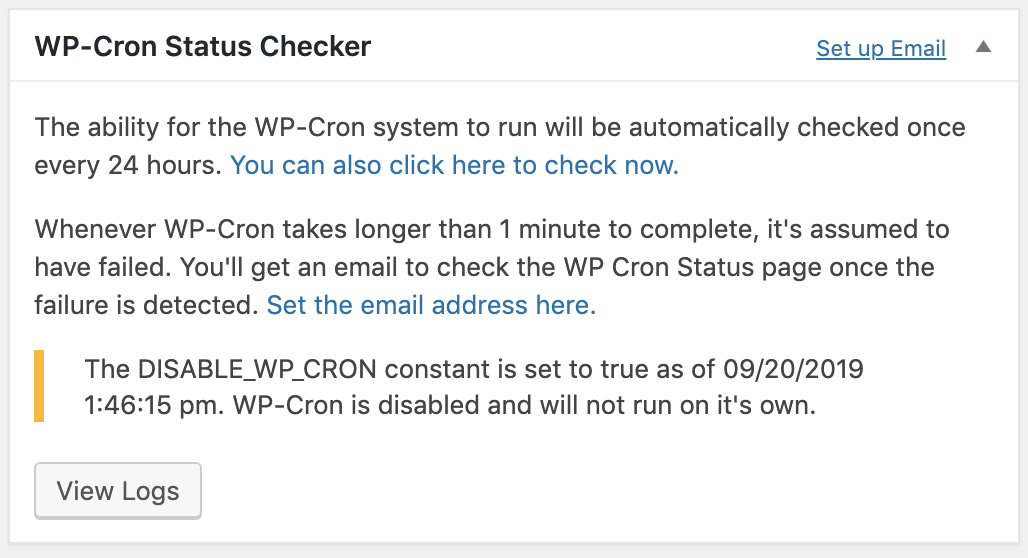 WP-Cron Status Checker
Set up Email
The ability for the WP-Cron system to run will be automatically checked once
every 24 hours. You can also click here to check now.
Whenever WP-Cron takes longer than 1 minute to complete, it's assumed to
have failed. You'll get an email to check the WP Cron Status page once the
failure is detected. Set the email address here.
The DISABLE_WP_CRON constant is set to true as of 09/20/2019
1:46:15 pm. WP-Cron is disabled and will not run on it's own.
View Logs